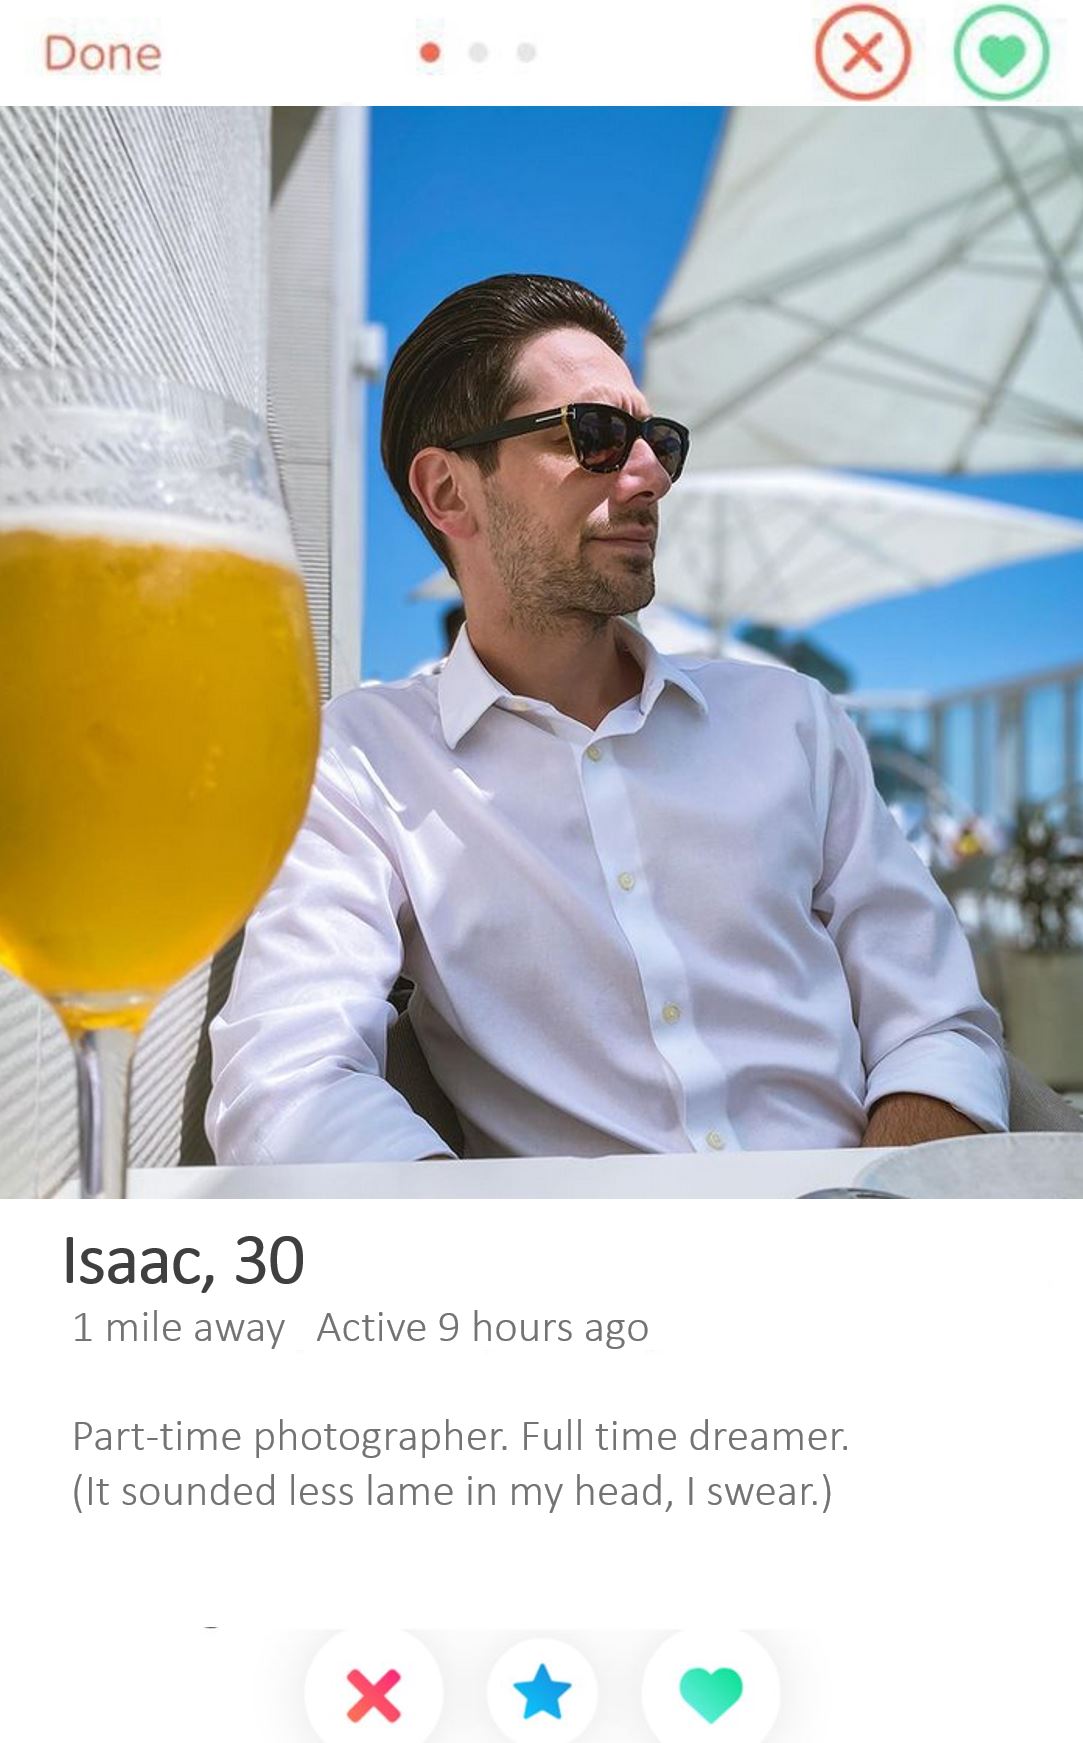 Done
Isaac, 30
1 mile away Active 9 hours ago
Part-time photographer. Full time dreamer.
(It sounded less lame in my head, I swear.)